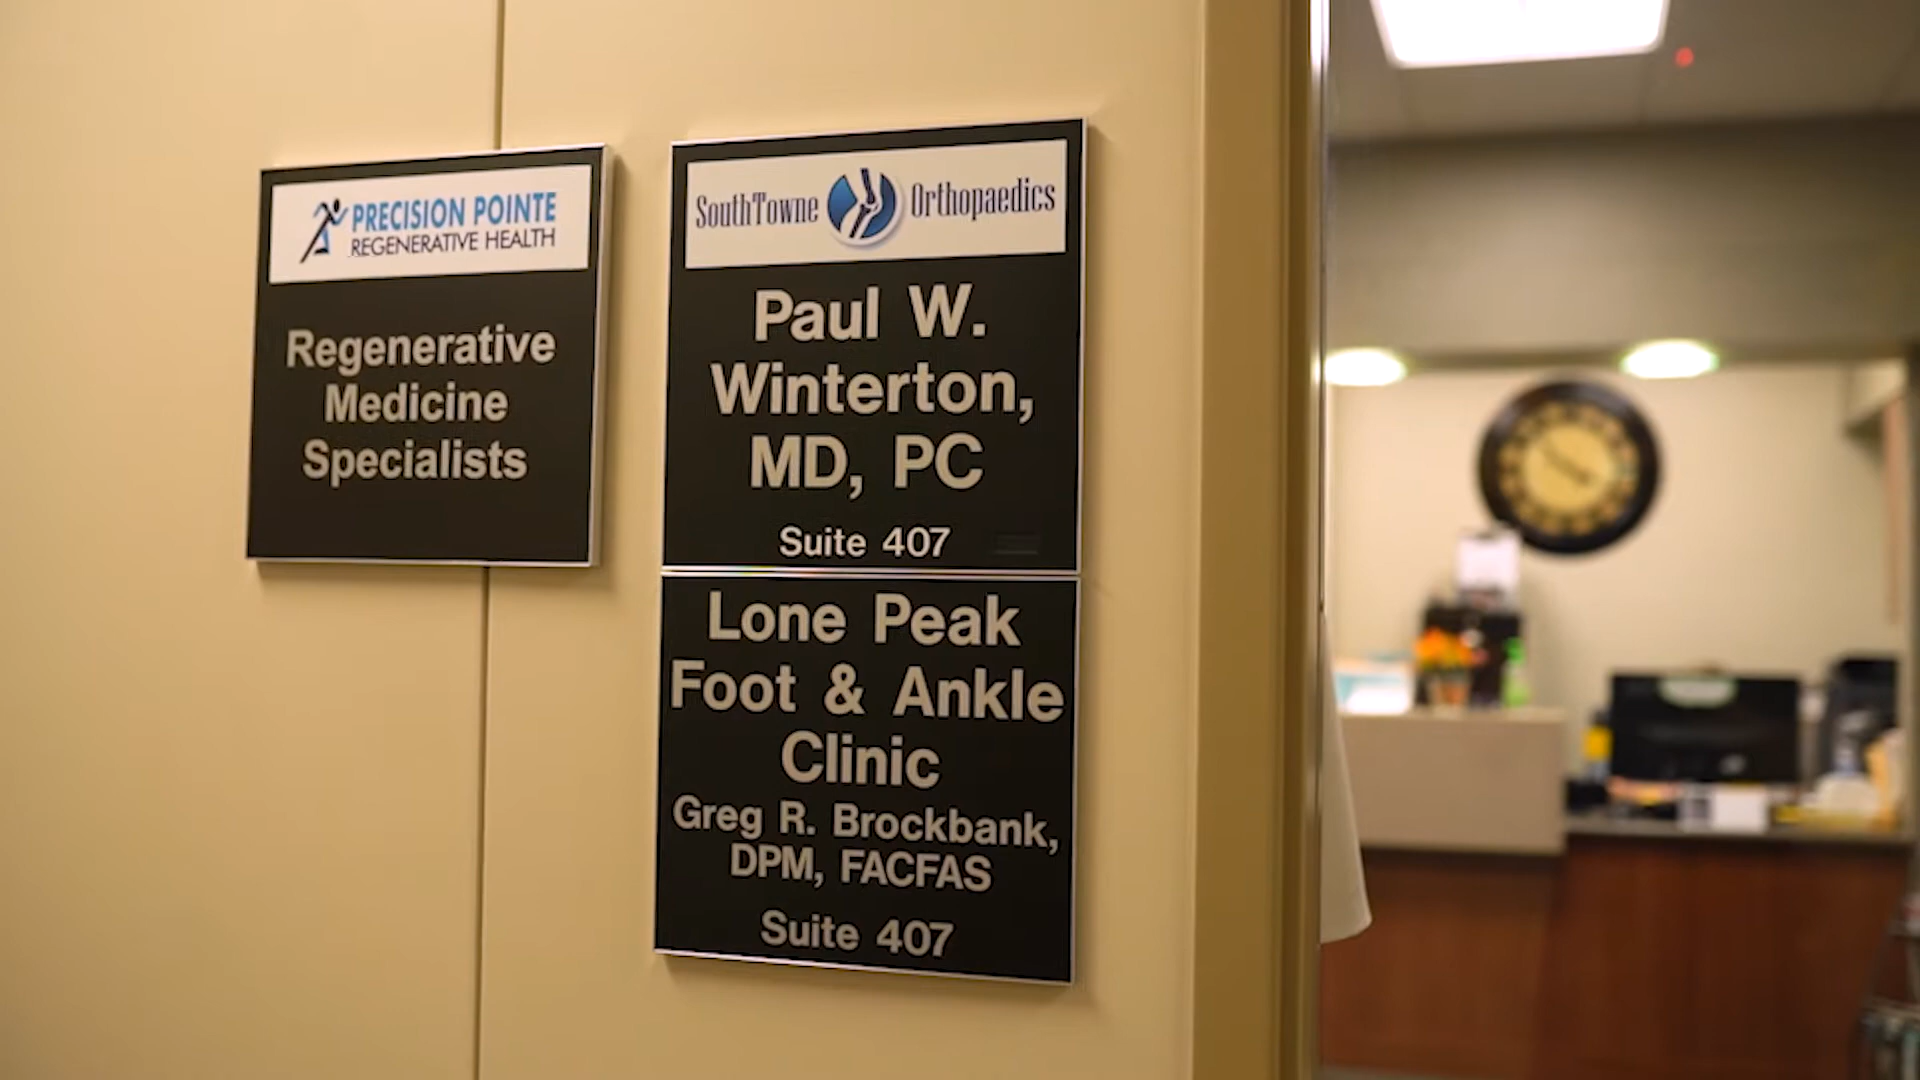 PRECISION POINTE
REGENERATIVE HEALTH
Regenerative
Medicine
Specialists
SouthTowne Orthopaedics
Paul W.
Winterton,
MD, PC
Suite 407
Lone Peak
Foot & Ankle
Clinic
Greg R. Brockbank,
DPM, FACFAS
Suite 407